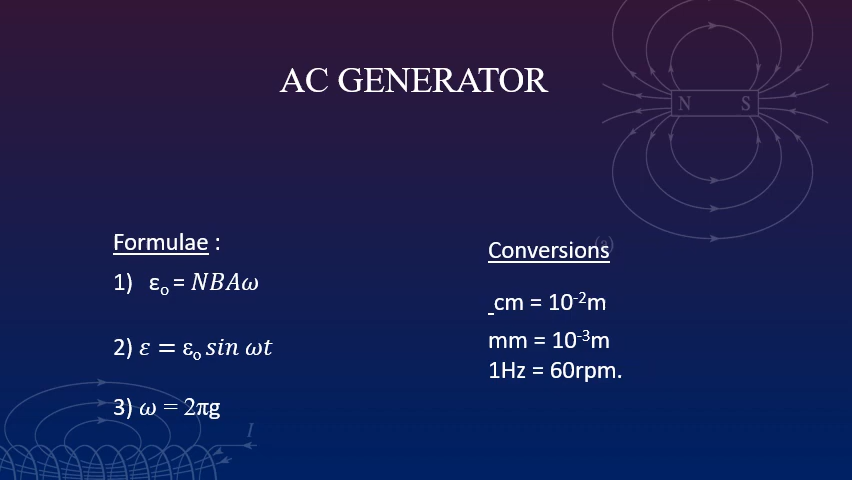 AC GENERATOR
N S
Formulae :
1) εₒ = NBAω
2) ε = εₒ sin ωt
3) ω = 2πg
I
(a)
Conversions
cm = 10⁻²m
mm = 10⁻³m
1Hz = 60rpm.